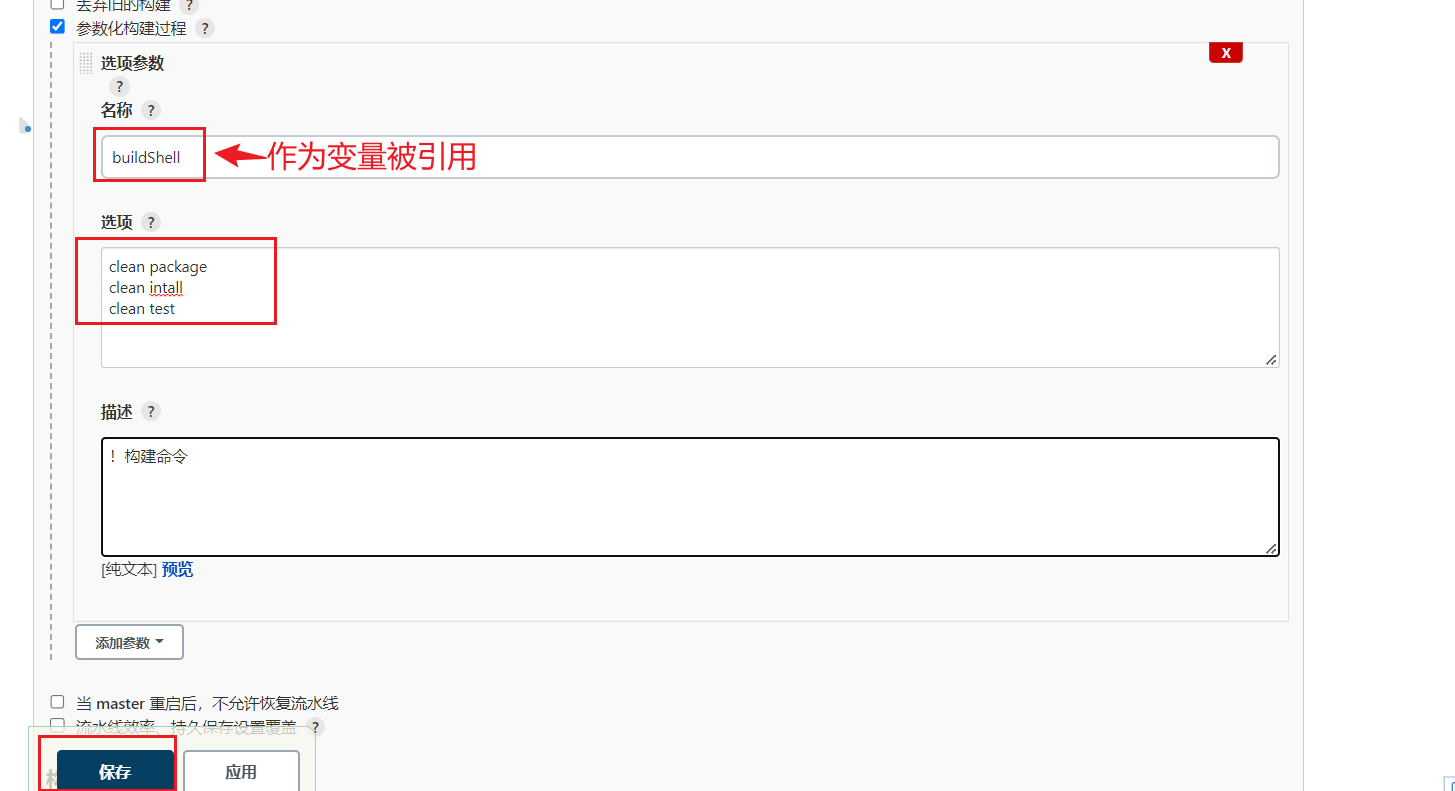 丢弃旧的构建 ?
参数化构建过程 ?
选项参数
X
?
名称 ?
buildShell
作为变量被引用
选项 ?
clean package
clean intall
clean test
描述 ?
！构建命令
[纯文本] 预览
添加参数
当 master 重启后，不允许恢复流水线
流水线效率、持久保存设置覆盖 ?
保存
应用